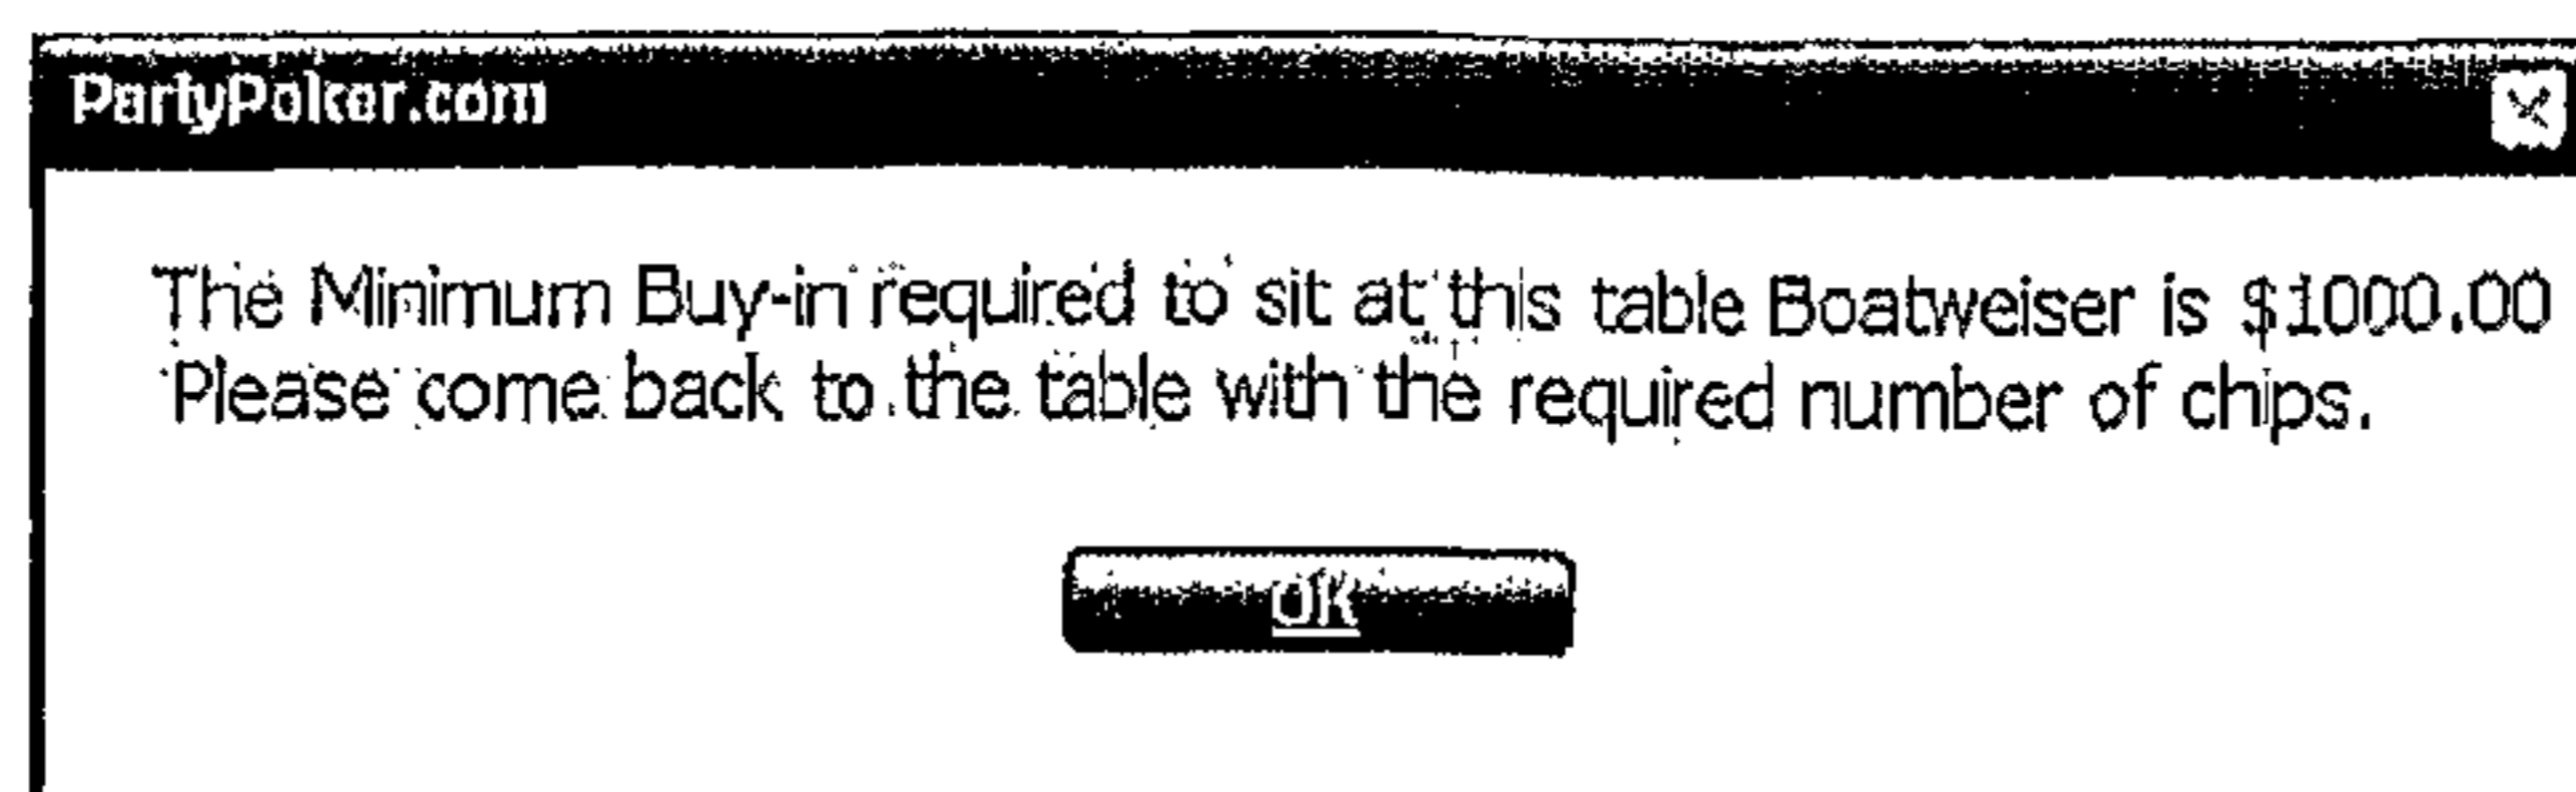 PartyPoker.com
The Minimum Buy-in required to sit at this table Boatweiser is $1000.00
Please come back to the table with the required number of chips.
OK